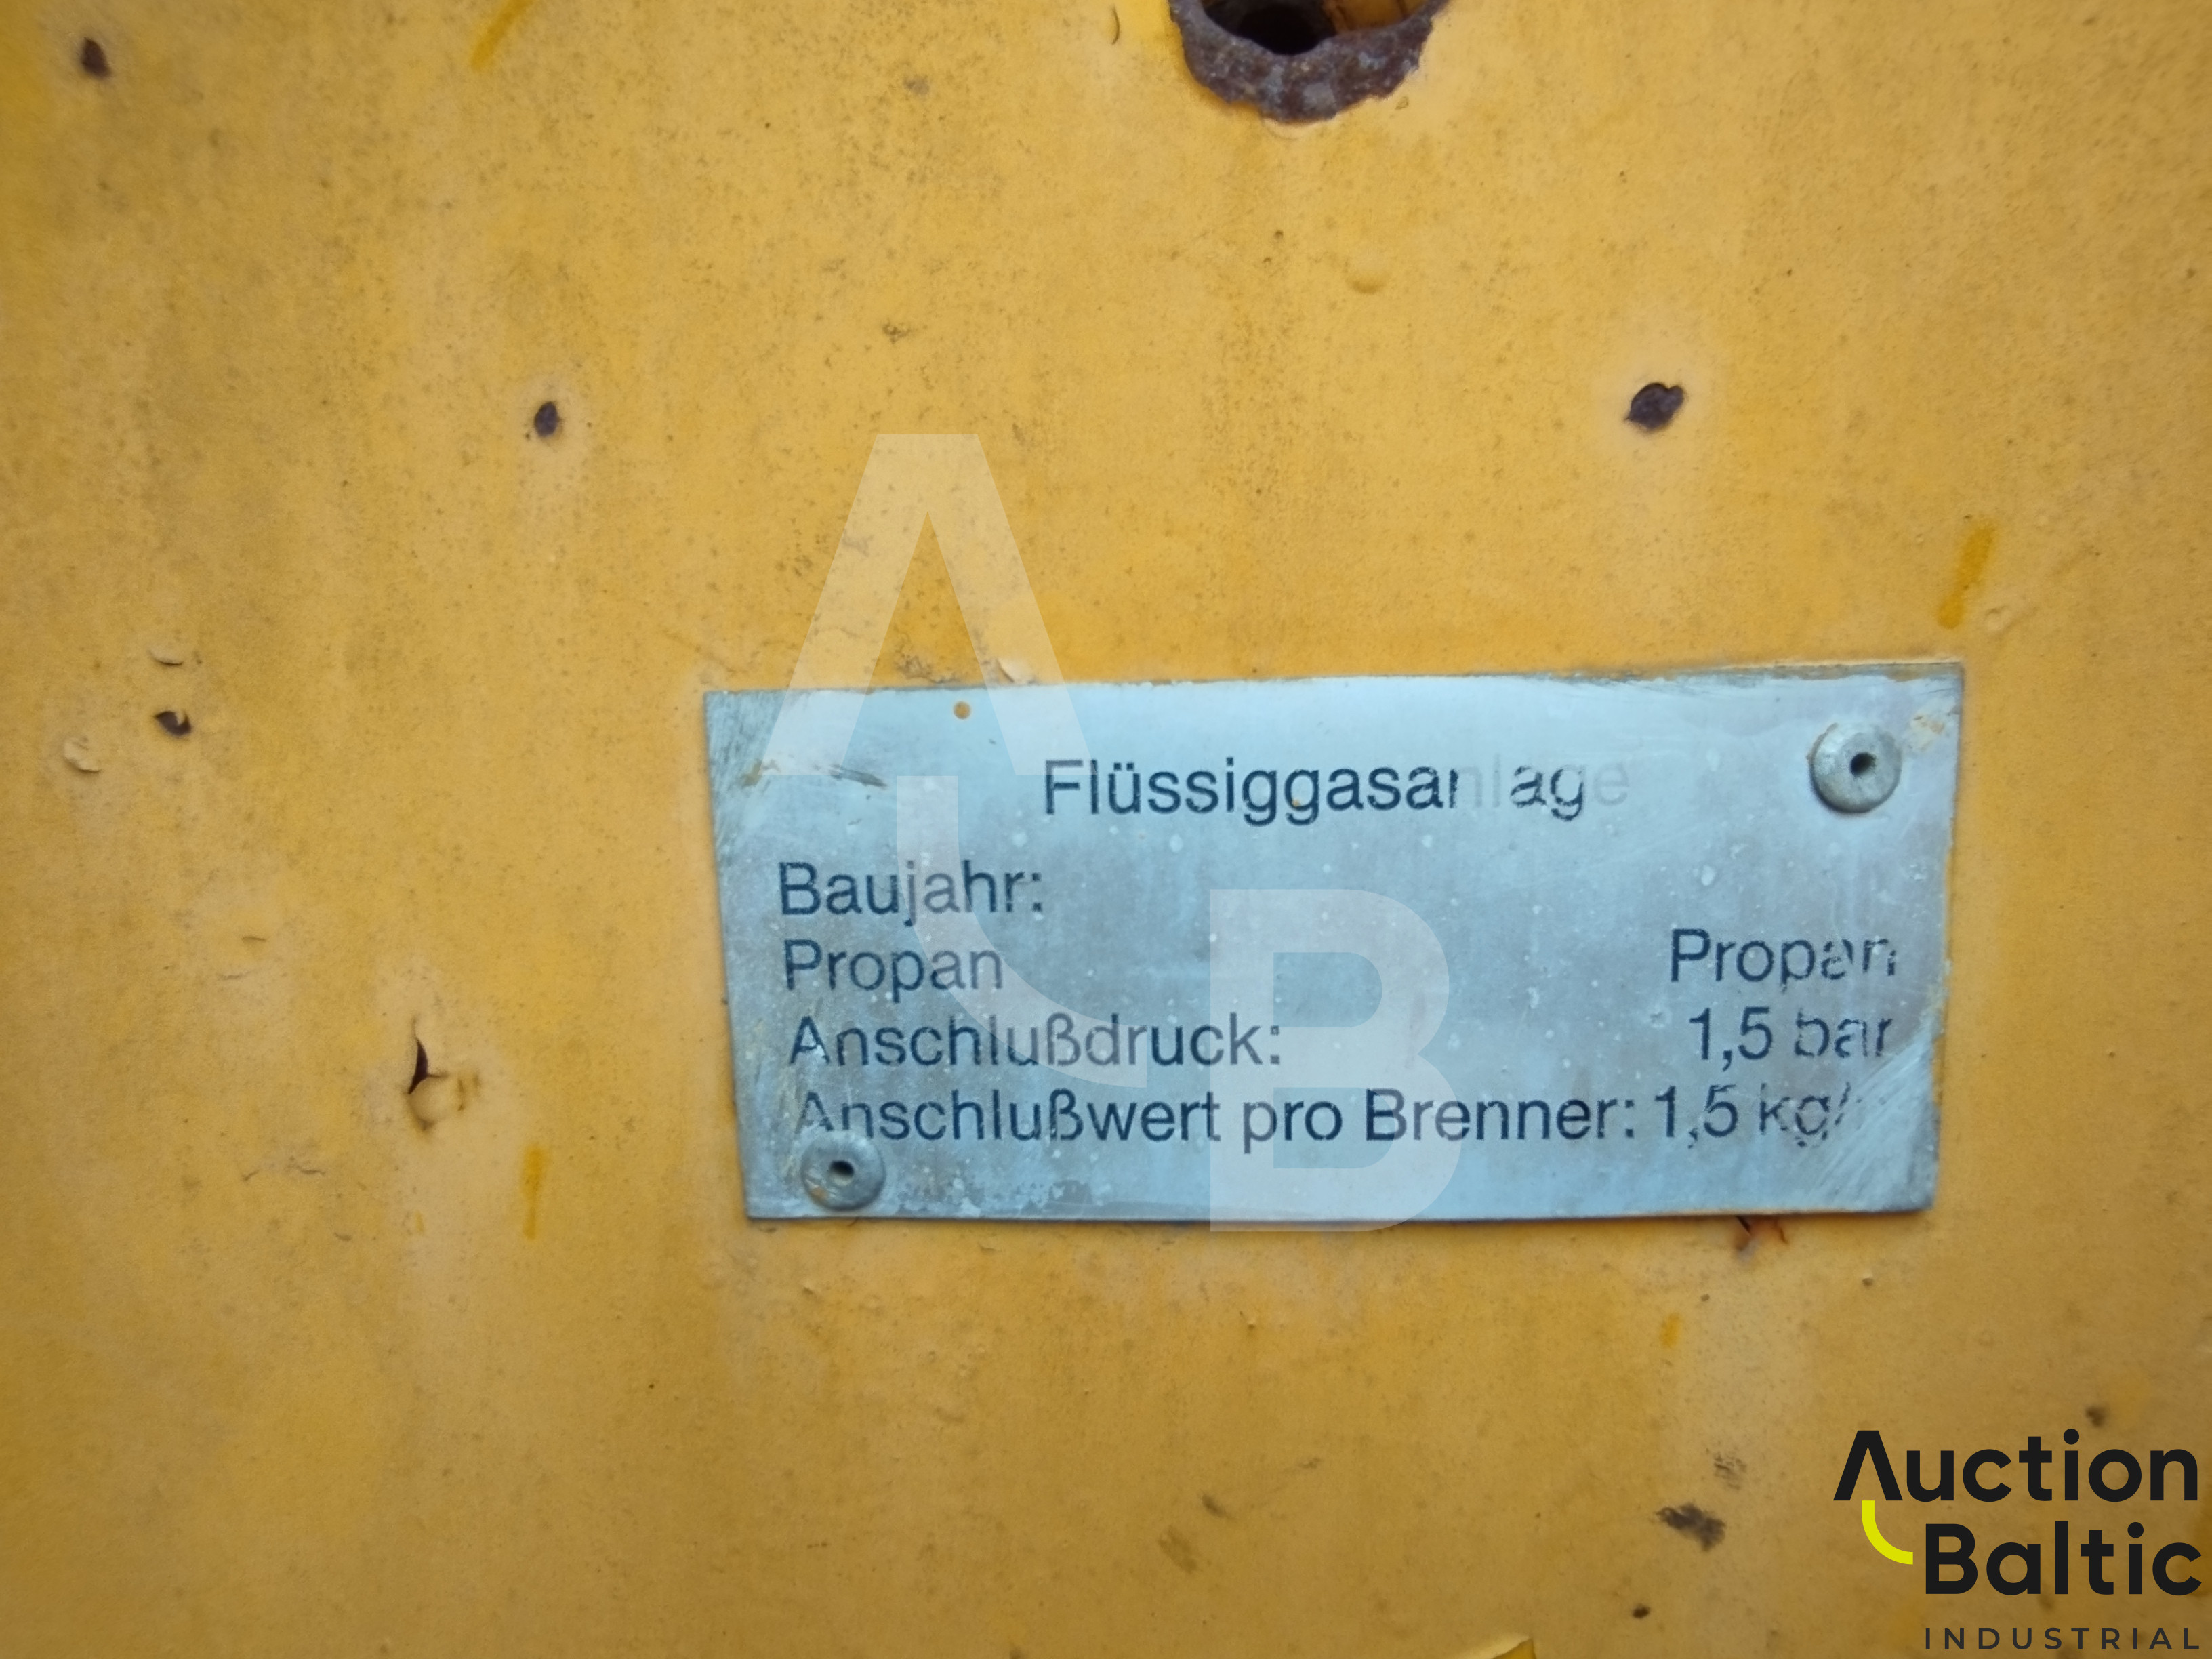 Flüssiggasanlage
Baujahr:
Propan Propan
Anschlußdruck: 1,5 bar
Anschlußwert pro Brenner: 1,5 kg/
Auction
Baltic
INDUSTRIAL